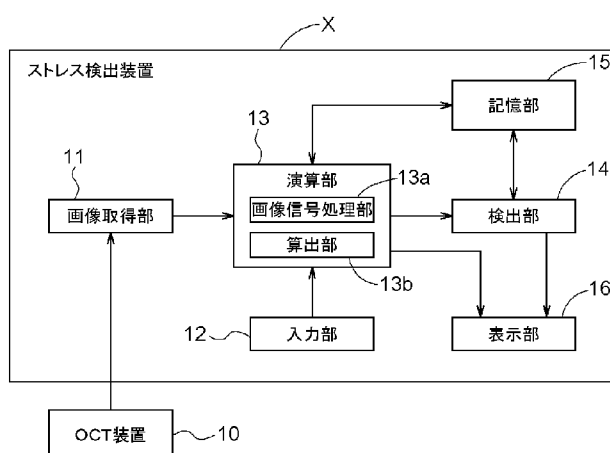 X
ストレス検出装置
15
記憶部
13
演算部
13a
11
14
画像取得部
画像信号処理部
検出部
算出部
13b
16
12
入力部
表示部
OCT装置
10